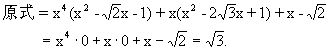 原式=x⁴(x²-√2x-1)+x(x²-2√3x+1)+x-√2
=x⁴·0+x·0+x-√2=√3.